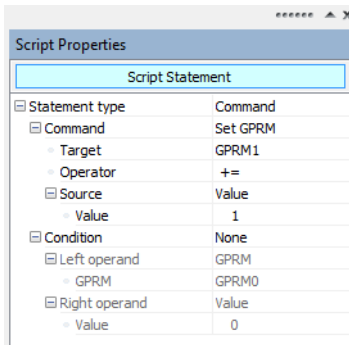 Script Properties
Script Statement
Statement type Command
Command Set GPRM
Target GPRM1
Operator +=
Source Value
Value 1
Condition None
Left operand GPRM
GPRM GPRM0
Right operand Value
Value 0